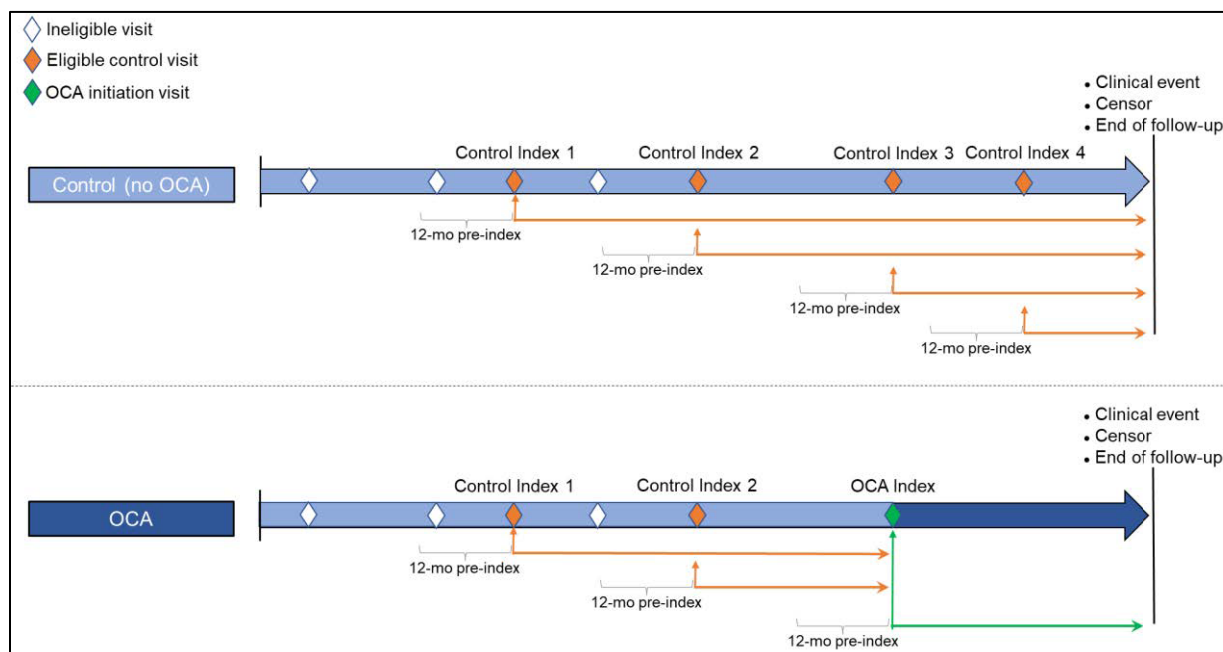 Ineligible visit
Eligible control visit
OCA initiation visit
• Clinical event
• Censor
• End of follow-up
Control Index 1
Control Index 2
Control Index 3
Control Index 4
Control (no OCA)
12-mo pre-index
12-mo pre-index
12-mo pre-index
12-mo pre-index
• Clinical event
• Censor
• End of follow-up
Control Index 1
Control Index 2
OCA Index
OCA
12-mo pre-index
12-mo pre-index
12-mo pre-index